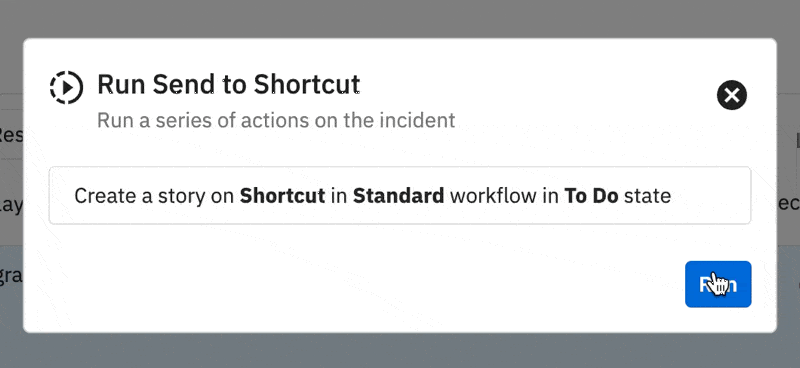 Run Send to Shortcut
Run a series of actions on the incident
Create a story on Shortcut in Standard workflow in To Do state
Run